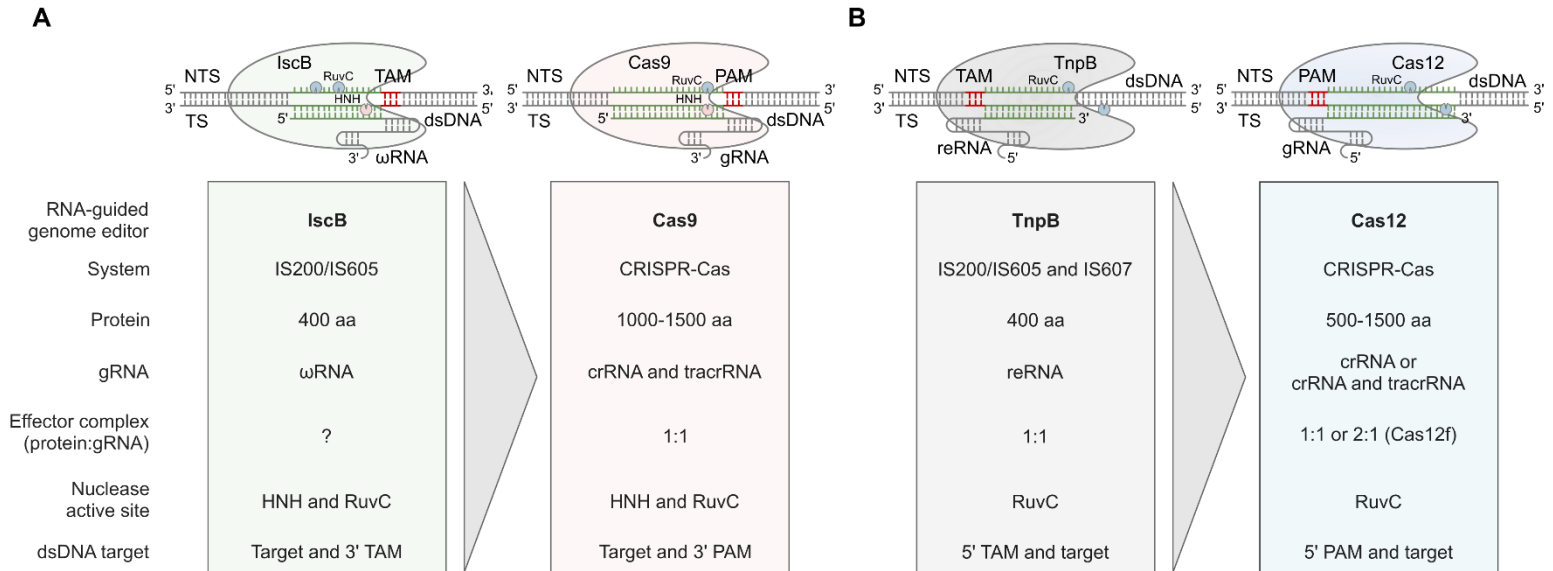 A
B
IscB
NTS
RuvC
TAM
5'
3'
HNH
3'
TS
5'
5'
dsDNA
3'
ωRNA
Cas9
NTS
RuvC
PAM
5'
3'
HNH
3'
TS
5'
5'
dsDNA
3'
gRNA
TnpB
NTS
TAM
RuvC
dsDNA
5'
3'
3'
TS
3'
5'
reRNA
5'
Cas12
NTS
PAM
RuvC
dsDNA
5'
3'
3'
TS
3'
5'
gRNA
5'
RNA-guided
genome editor
IscB
Cas9
TnpB
Cas12
System
IS200/IS605
CRISPR-Cas
IS200/IS605 and IS607
CRISPR-Cas
Protein
400 aa
1000-1500 aa
400 aa
500-1500 aa
gRNA
ωRNA
crRNA and tracrRNA
reRNA
crRNA or
crRNA and tracrRNA
Effector complex
(protein:gRNA)
?
1:1
1:1
1:1 or 2:1 (Cas12f)
Nuclease
active site
HNH and RuvC
HNH and RuvC
RuvC
RuvC
dsDNA target
Target and 3' TAM
Target and 3' PAM
5' TAM and target
5' PAM and target